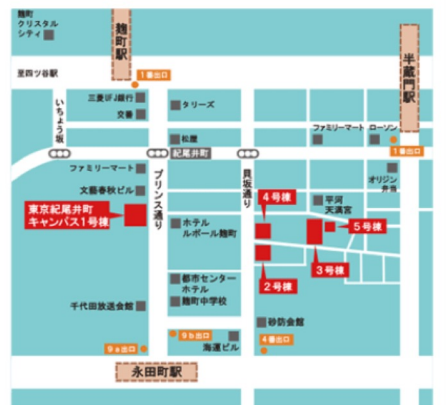 麹町
クリスタル
シティ
麹町駅
半蔵門駅
1番出口
至四ツ谷駅
三菱UFJ銀行
交番
タリーズ
いちょう坂
松屋
ファミリーマート
ローソン
紀尾井町
1番出口
ファミリーマート
文藝春秋ビル
プリンス通り
貝坂通り
オリジン
弁当
東京紀尾井町
キャンパス1号棟
4号棟
平河
天満宮
5号棟
ホテル
ルポール麹町
3号棟
2号棟
都市センター
ホテル
麹町中学校
千代田放送会館
砂防会館
9a出口
9b出口
海運ビル
4番出口
永田町駅